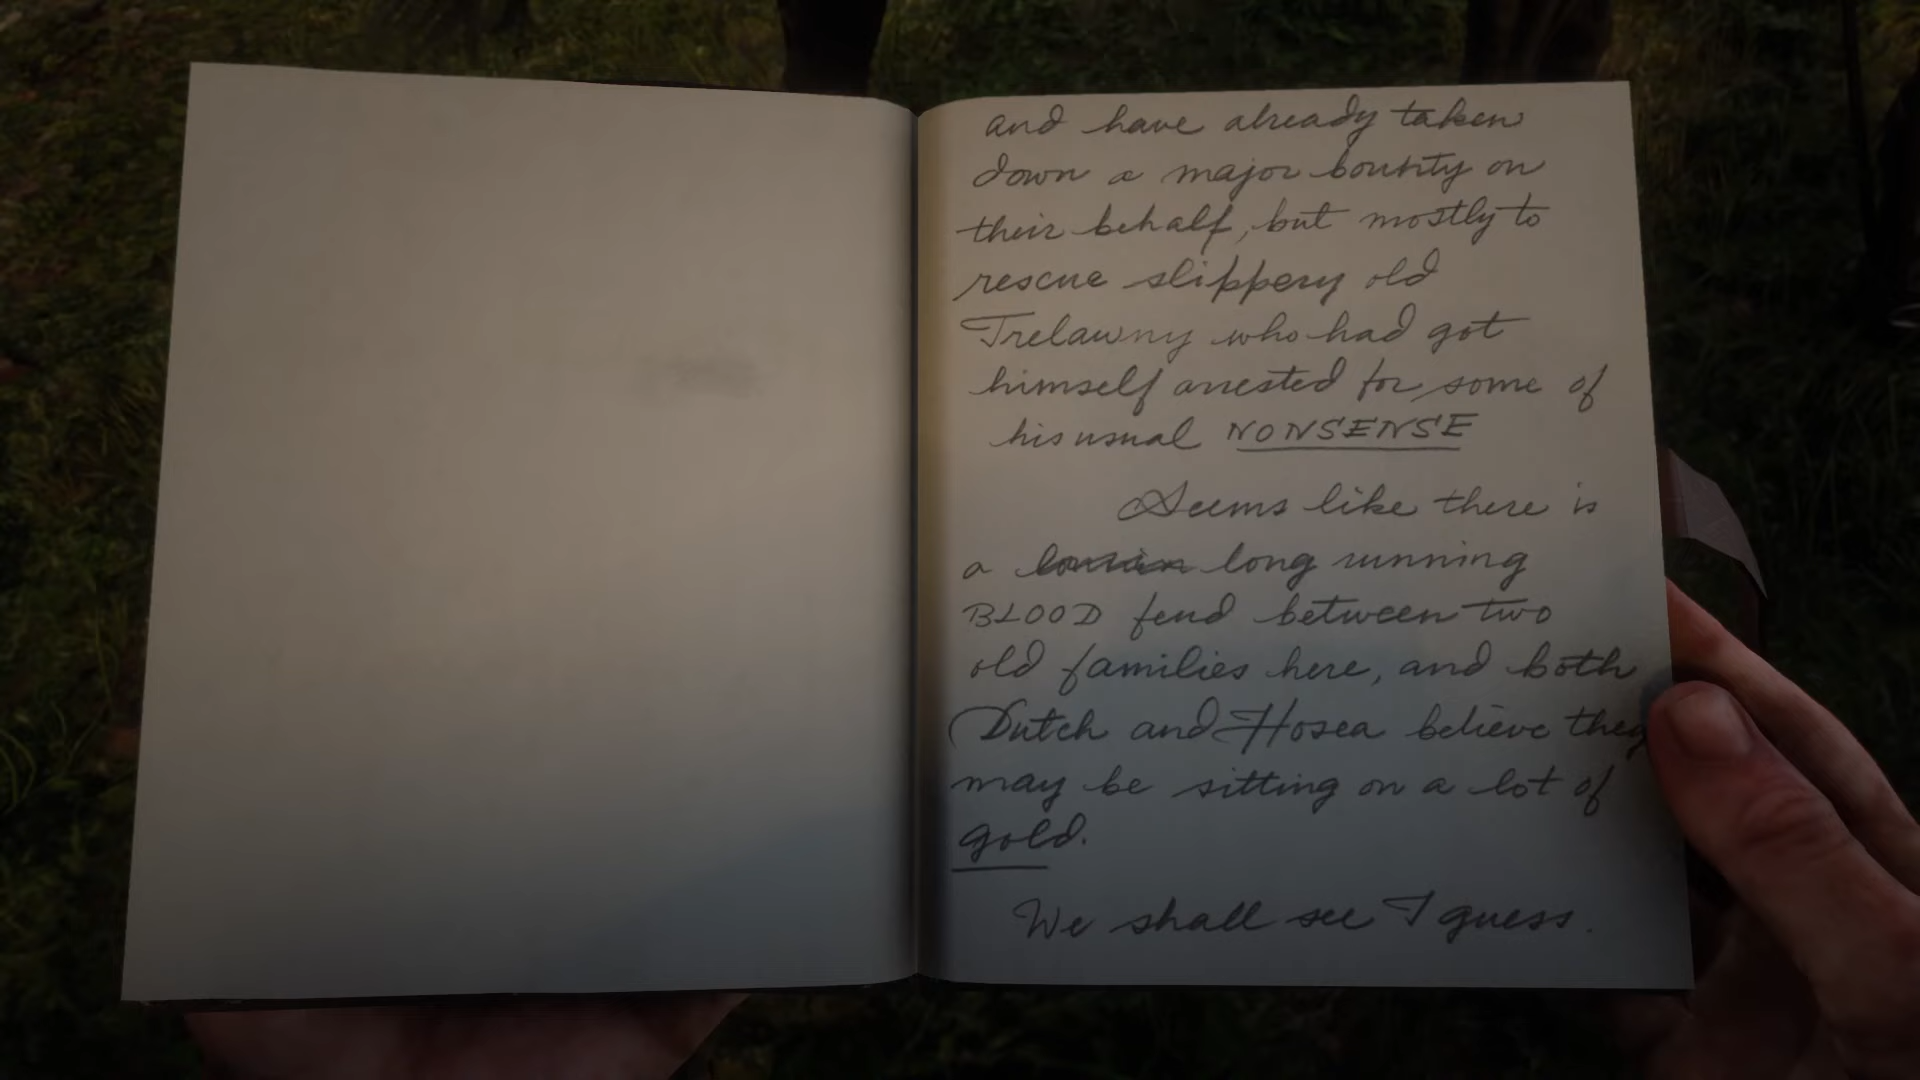 and have already taken
down a major bounty on
their behalf, but mostly to
rescue slippery old
Trelawny who had got
himself arrested for some of
his usual NONSENSE
Seems like there is
a long running
BLOOD feud between two
old families here, and both
Dutch and Hosea believe they
may be sitting on a lot of
gold.
We shall see I guess.